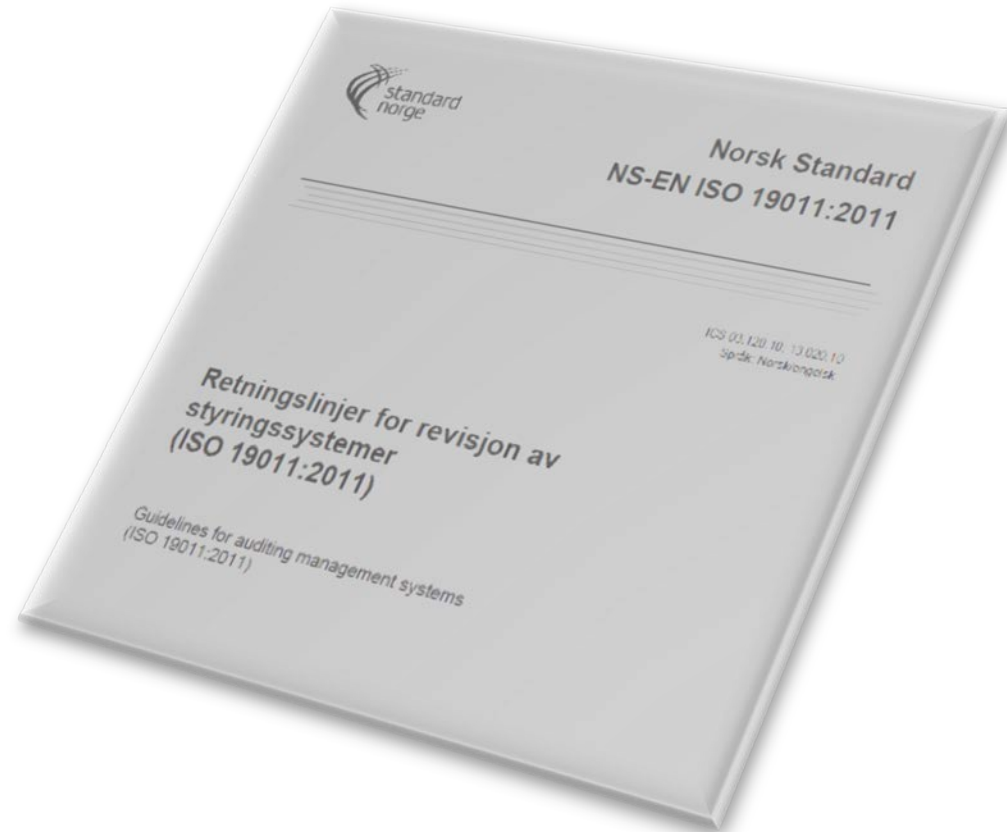 standard
norge
Norsk Standard
NS-EN ISO 19011:2011
ICS 03.120.10; 13.020.10
Språk: Norsk/engelsk
Retningslinjer for revisjon av
styringssystemer
(ISO 19011:2011)
Guidelines for auditing management systems
(ISO 19011:2011)